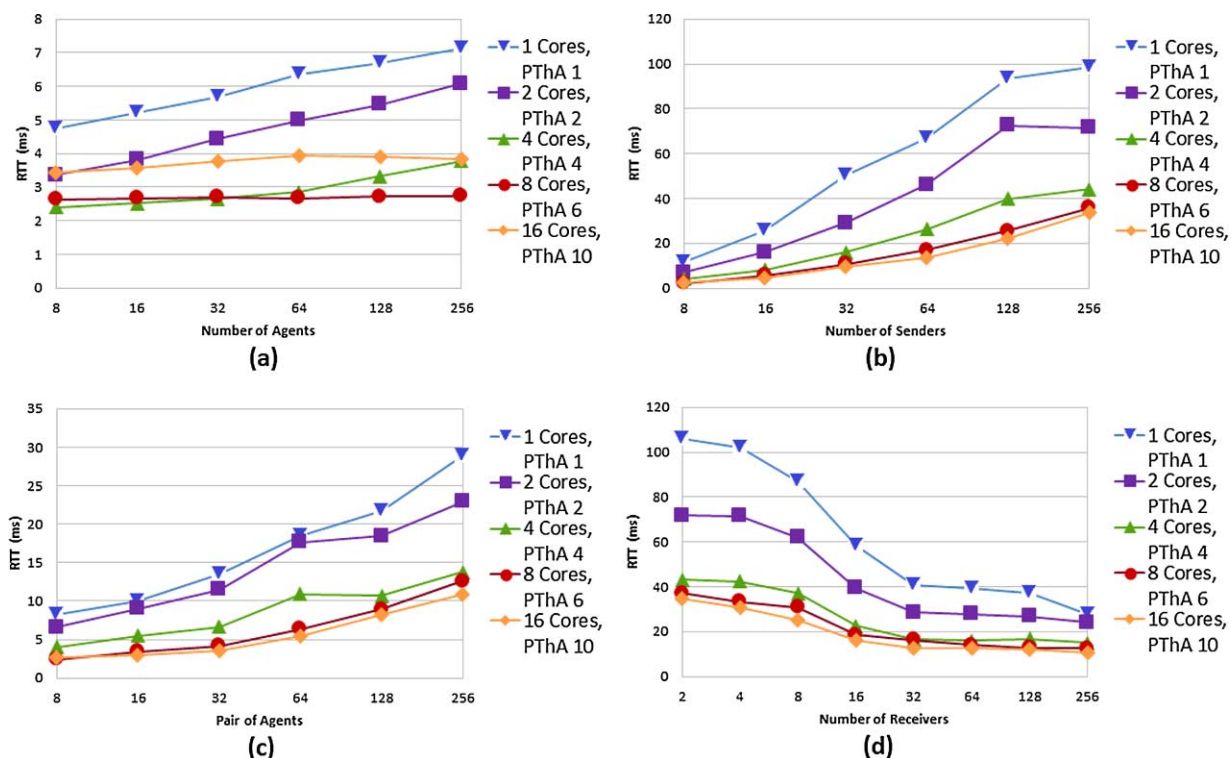 8
7
6
5
4
3
2
1
0
RTT (ms)
8 16 32 64 128 256
Number of Agents
1 Cores,
PThA 1
2 Cores,
PThA 2
4 Cores,
PThA 4
8 Cores,
PThA 6
16 Cores,
PThA 10
(a)
120
100
80
60
40
20
0
RTT (ms)
8 16 32 64 128 256
Number of Senders
1 Cores,
PThA 1
2 Cores,
PThA 2
4 Cores,
PThA 4
8 Cores,
PThA 6
16 Cores,
PThA 10
(b)
35
30
25
20
15
10
5
0
RTT (ms)
8 16 32 64 128 256
Pair of Agents
1 Cores,
PThA 1
2 Cores,
PThA 2
4 Cores,
PThA 4
8 Cores,
PThA 6
16 Cores,
PThA 10
(c)
120
100
80
60
40
20
0
RTT (ms)
2 4 8 16 32 64 128 256
Number of Receivers
1 Cores,
PThA 1
2 Cores,
PThA 2
4 Cores,
PThA 4
8 Cores,
PThA 6
16 Cores,
PThA 10
(d)